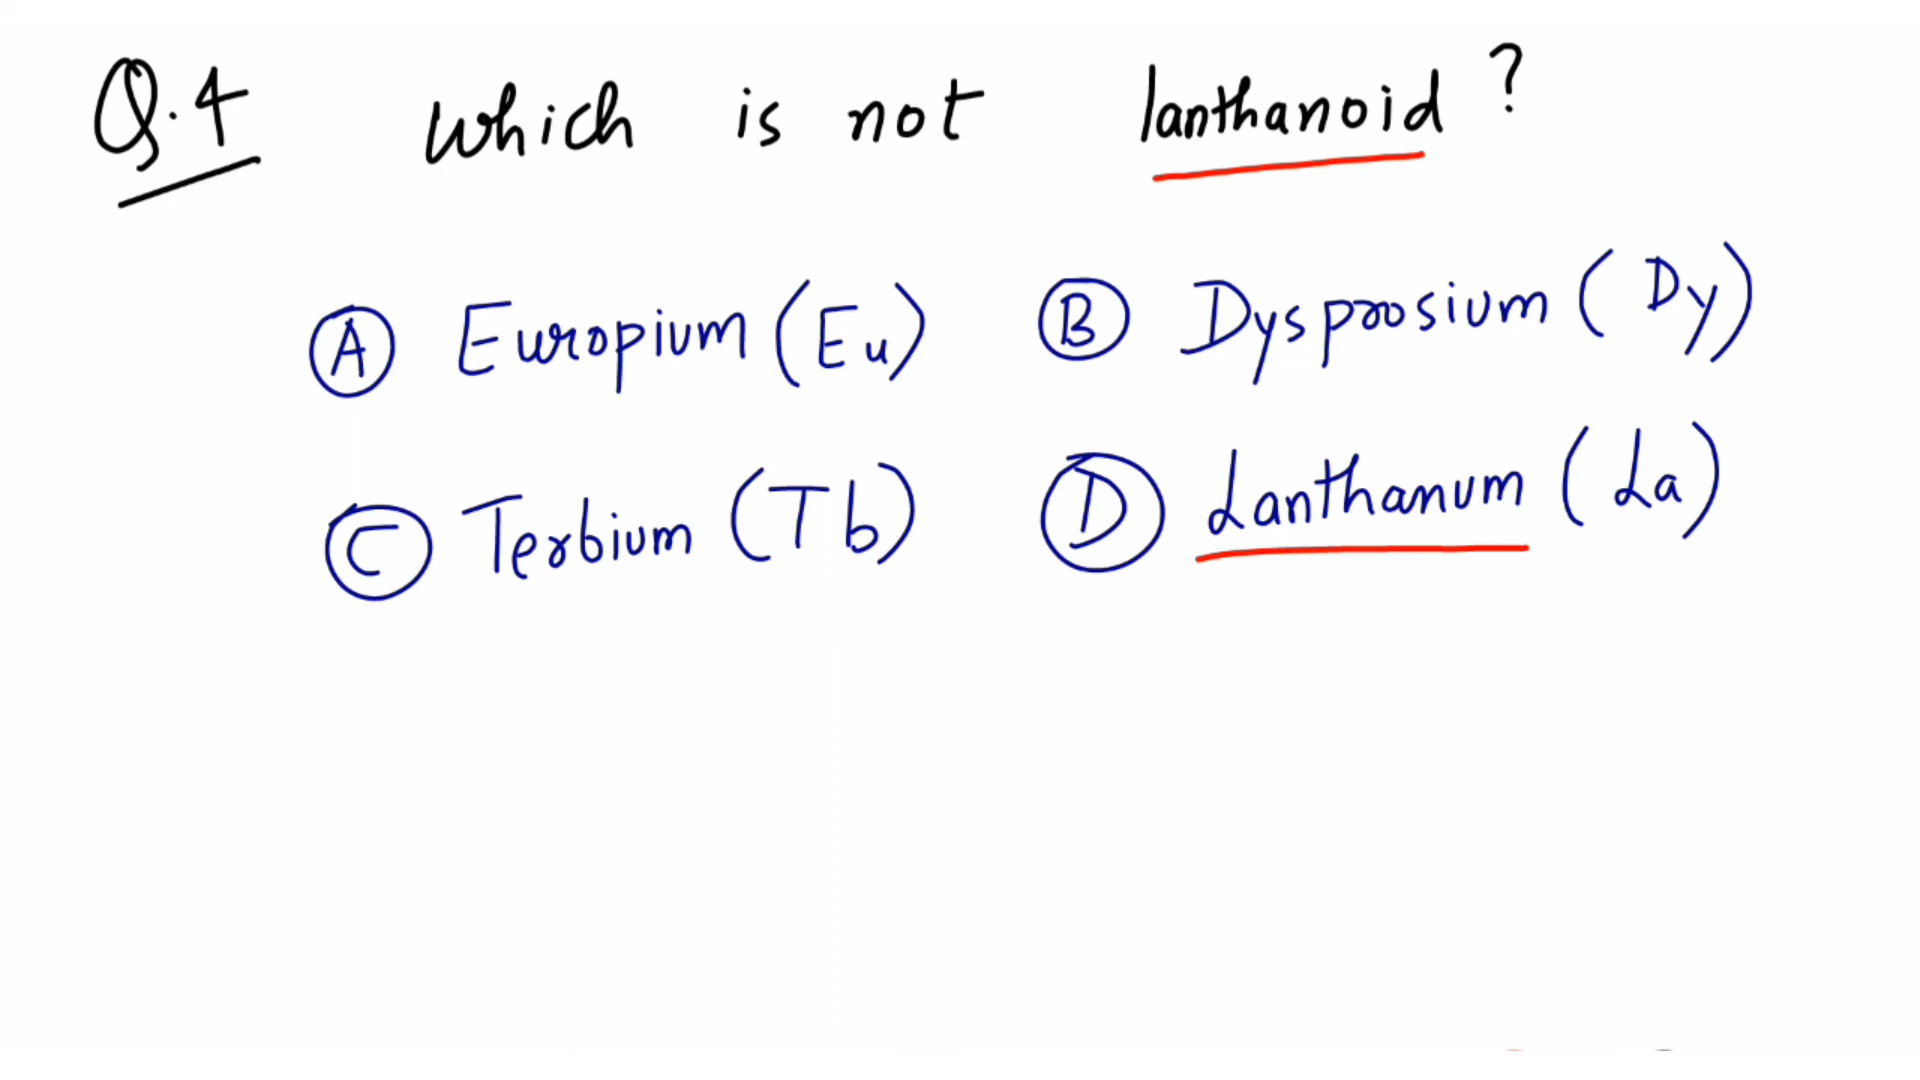 Q.4 Which is not lanthanoid?
A Europium (Eu) B Dysprosium (Dy)
C Terbium (Tb) D Lanthanum (La)